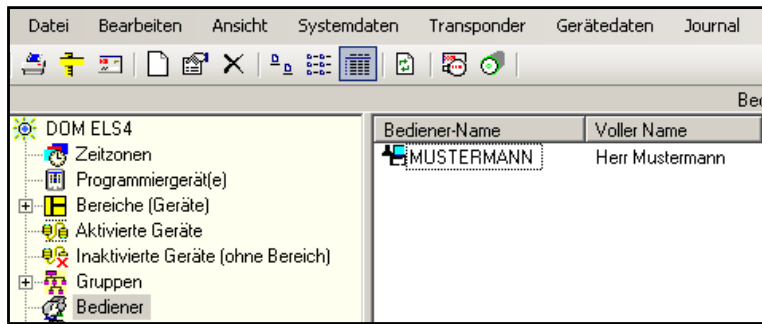 Datei Bearbeiten Ansicht Systemdaten Transponder Gerätedaten Journal
Bed
DOM ELS4
Zeitzonen
Programmiergerät(e)
Bereiche (Geräte)
Aktivierte Geräte
Inaktivierte Geräte (ohne Bereich)
Gruppen
Bediener
Bediener-Name Voller Name
MUSTERMANN Herr Mustermann